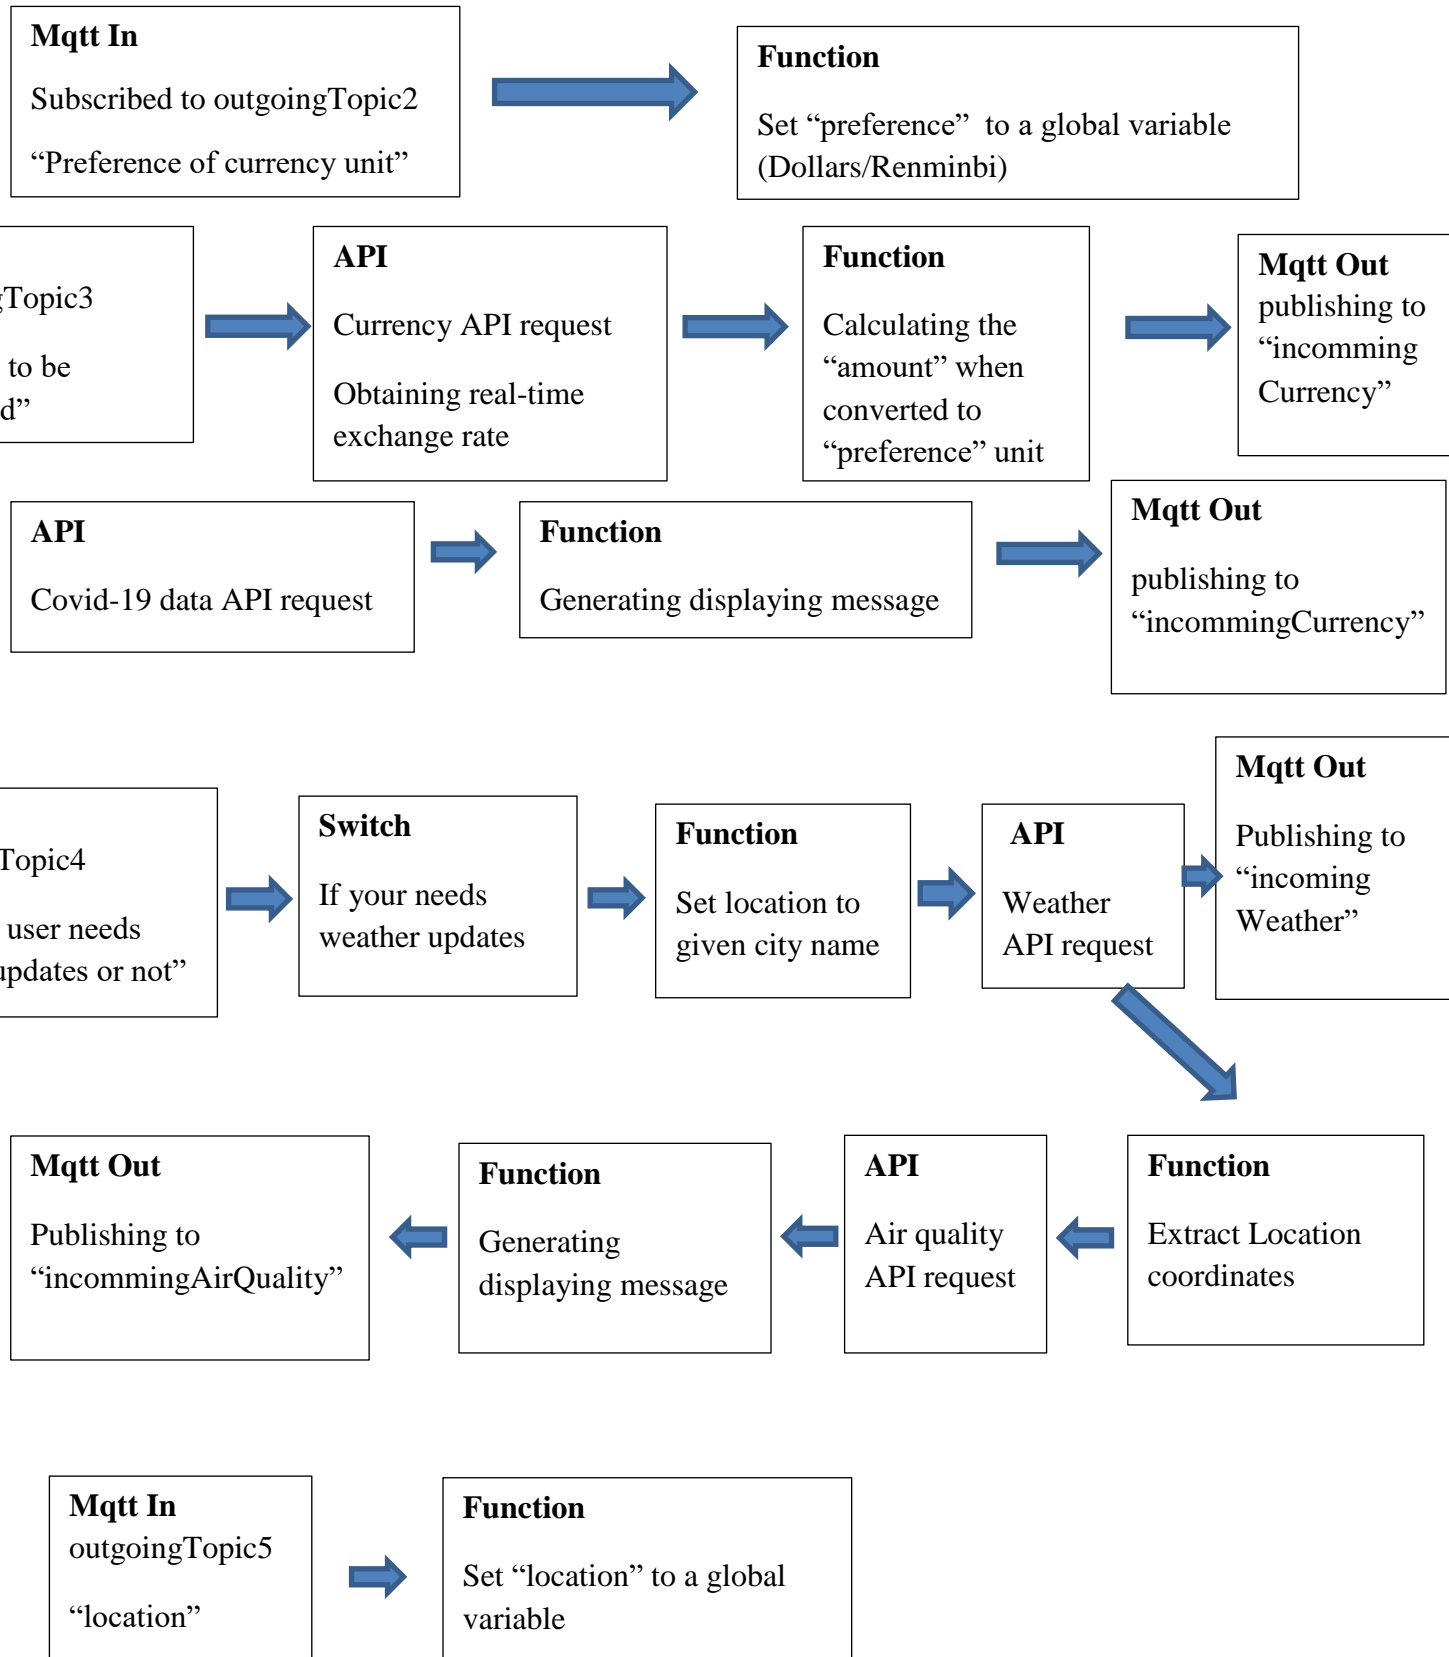 Mqtt In
Subscribed to outgoingTopic2
“Preference of currency unit”
Function
Set “preference”  to a global variable
(Dollars/Renminbi)
gTopic3
to be
d”
API
Currency API request
Obtaining real-time
exchange rate
Function
Calculating the
“amount” when
converted to
“preference” unit
Mqtt Out
publishing to
“incomming
Currency”
API
Covid-19 data API request
Function
Generating displaying message
Mqtt Out
publishing to
“incommingCurrency”
Topic4
user needs
updates or not”
Switch
If your needs
weather updates
Function
Set location to
given city name
API
Weather
API request
Mqtt Out
Publishing to
“incoming
Weather”
Mqtt Out
Publishing to
“incommingAirQuality”
Function
Generating
displaying message
API
Air quality
API request
Function
Extract Location
coordinates
Mqtt In
outgoingTopic5
“location”
Function
Set “location” to a global
variable